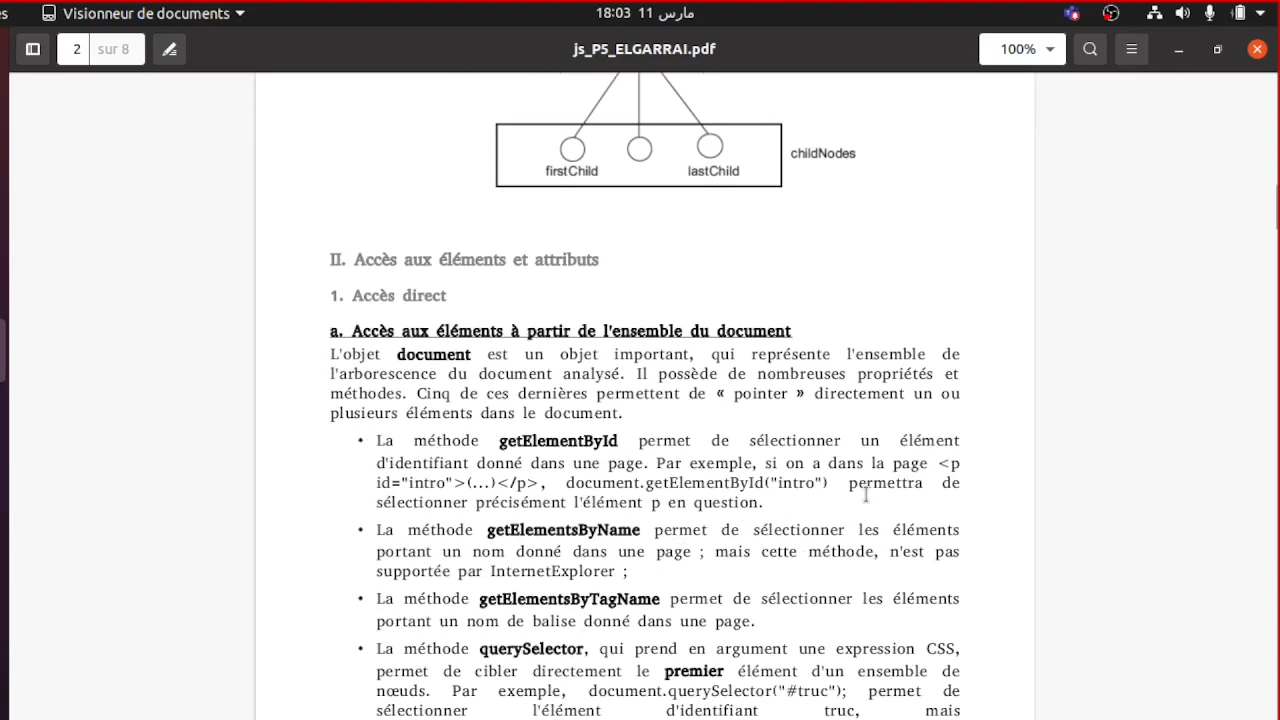 es Visionneur de documents 18:03 11 مارس
2 sur 8 js_P5_ELGARRAI.pdf 100%
childNodes
firstChild lastChild
II. Accès aux éléments et attributs
1. Accès direct
a. Accès aux éléments à partir de l'ensemble du document
L'objet document est un objet important, qui représente l'ensemble de
l'arborescence du document analysé. Il possède de nombreuses propriétés et
méthodes. Cinq de ces dernières permettent de « pointer » directement un ou
plusieurs éléments dans le document.
• La méthode getElementById permet de sélectionner un élément
d'identifiant donné dans une page. Par exemple, si on a dans la page <p
id="intro">(...)</p>, document.getElementById("intro") permettra de
sélectionner précisément l'élément p en question.
• La méthode getElementsByName permet de sélectionner les éléments
portant un nom donné dans une page ; mais cette méthode, n'est pas
supportée par InternetExplorer ;
• La méthode getElementsByTagName permet de sélectionner les éléments
portant un nom de balise donné dans une page.
• La méthode querySelector, qui prend en argument une expression CSS,
permet de cibler directement le premier élément d'un ensemble de
nœuds. Par exemple, document.querySelector("#truc"); permet de
sélectionner l'élément d'identifiant truc, mais